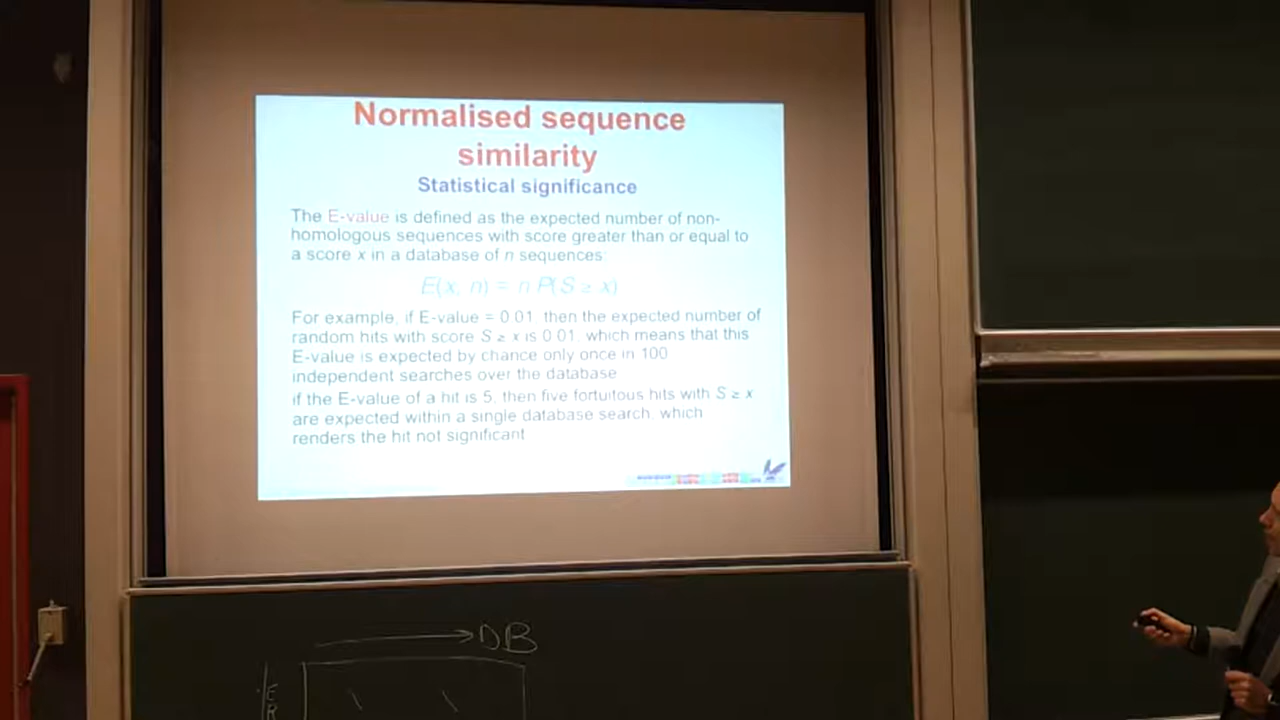 Normalised sequence
similarity
Statistical significance
The E-value is defined as the expected number of non-
homologous sequences with score greater than or equal to
a score x in a database of n sequences:
E(x, n) = n P(S ≥ x)
For example, if E-value = 0.01, then the expected number of
random hits with score S ≥ x is 0.01, which means that this
E-value is expected by chance only once in 100
independent searches over the database
if the E-value of a hit is 5, then five fortuitous hits with S ≥ x
are expected within a single database search, which
renders the hit not significant
DB